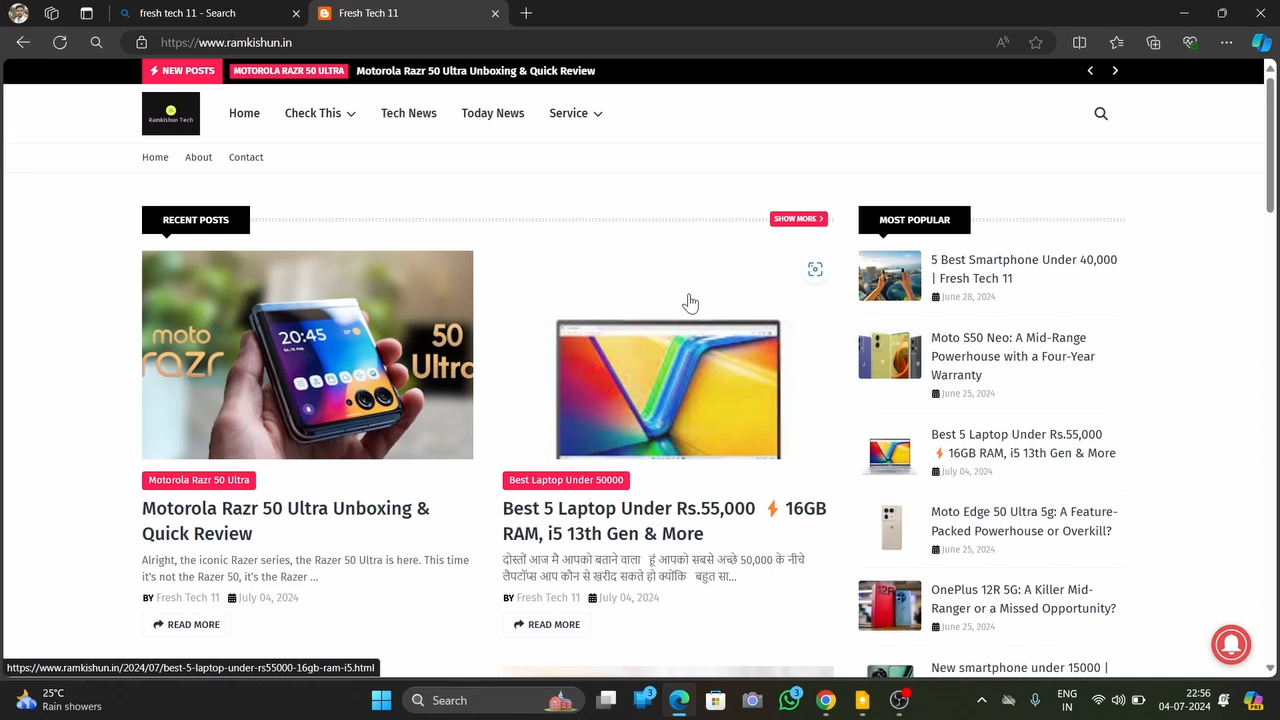 fresh tech 11 - Search
Fresh Tech 11
https://www.ramkishun.in
NEW POSTS
MOTOROLA RAZR 50 ULTRA
Motorola Razr 50 Ultra Unboxing & Quick Review
Ramkishun Tech
Home
Check This
Tech News
Today News
Service
Home
About
Contact
RECENT POSTS
SHOW MORE
MOST POPULAR
moto
razr
20:45
50
Ultra
Motorola Razr 50 Ultra
Motorola Razr 50 Ultra Unboxing &
Quick Review
Alright, the iconic Razer series, the Razer 50 Ultra is here. This time
it's not the Razer 50, it's the Razer ...
BY Fresh Tech 11 July 04, 2024
READ MORE
Best Laptop Under 50000
Best 5 Laptop Under Rs.55,000 ⚡16GB
RAM, i5 13th Gen & More
दोस्तों आज मै आपको बताने वाला हूं आपको सबसे अच्छे 50,000 के नीचे
लैपटॉप्स आप कौन से खरीद सकते हो क्योंकि बहुत सा...
BY Fresh Tech 11 July 04, 2024
READ MORE
5 Best Smartphone Under 40,000
| Fresh Tech 11
June 28, 2024
Moto S50 Neo: A Mid-Range
Powerhouse with a Four-Year
Warranty
June 25, 2024
Best 5 Laptop Under Rs.55,000
⚡16GB RAM, i5 13th Gen & More
July 04, 2024
Moto Edge 50 Ultra 5g: A Feature-
Packed Powerhouse or Overkill?
June 25, 2024
OnePlus 12R 5G: A Killer Mid-
Ranger or a Missed Opportunity?
June 25, 2024
New smartphone under 15000 |
https://www.ramkishun.in/2024/07/best-5-laptop-under-rs55000-16gb-ram-i5.html
25°C
Rain showers
Search
3
3
ENG
IN
22:56
04-07-2024